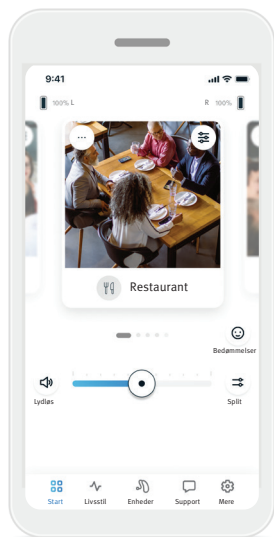 9:41
100% L R 100%
Restaurant
Bedømmelser
Lydløs Split
Start Livsstil Enheder Support Mere